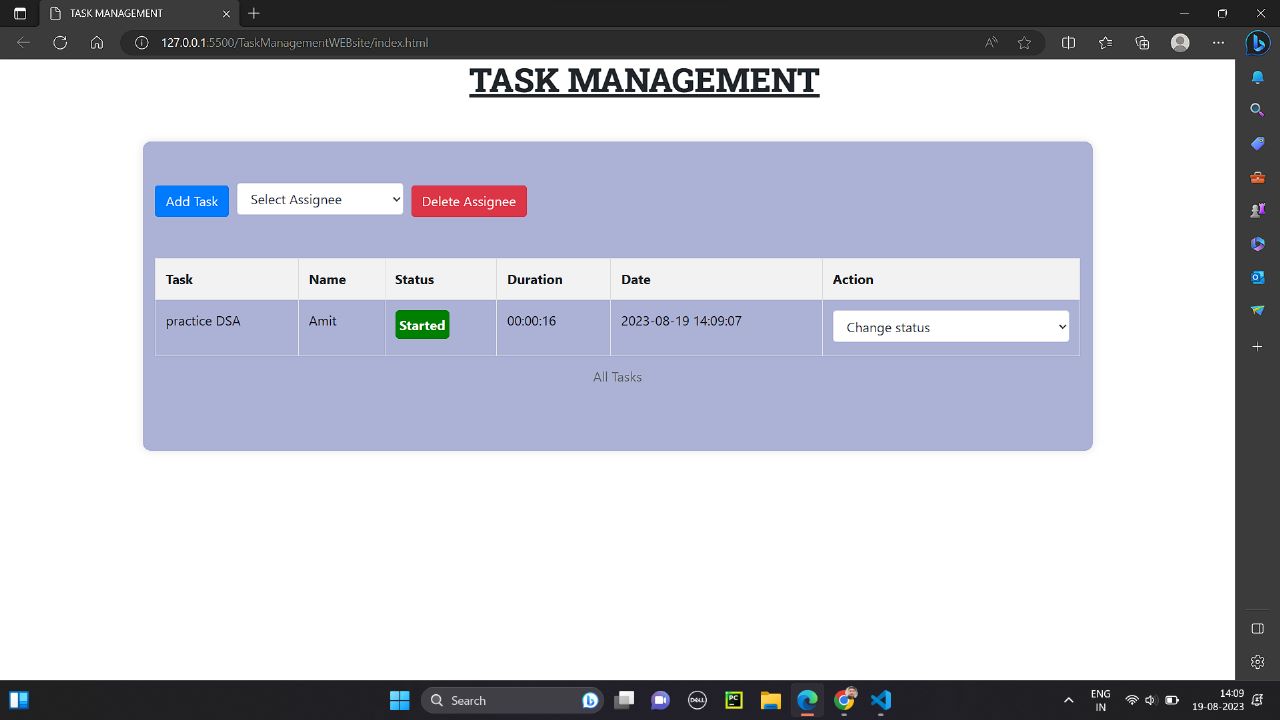 TASK MANAGEMENT
127.0.0.1:5500/TaskManagementWEBsite/index.html
TASK MANAGEMENT
Add Task Select Assignee Delete Assignee
Task Name Status Duration Date Action
practice DSA Amit Started 00:00:16 2023-08-19 14:09:07 Change status
All Tasks
Search DELL PC ENG 14:09
IN 19-08-2023